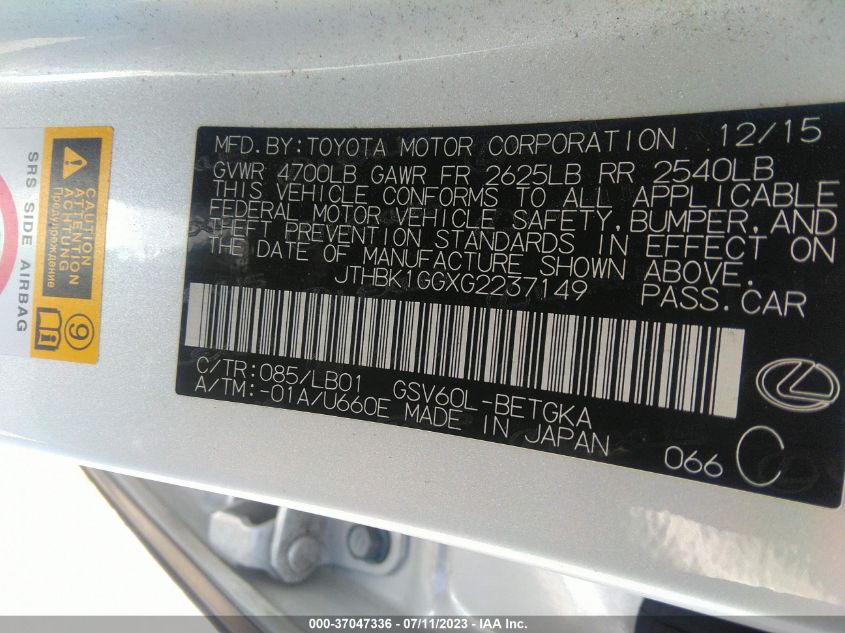 MFD.BY:TOYOTA MOTOR CORPORATION 12/15
GVWR 4700LB GAWR FR 2625LB RR 2540LB
THIS VEHICLE CONFORMS TO ALL APPLICABLE
FEDERAL MOTOR VEHICLE SAFETY,BUMPER,AND
THEFT PREVENTION STANDARDS IN EFFECT ON
THE DATE OF MANUFACTURE SHOWN ABOVE.
JTHBK1GGXG2237149 PASS.CAR
C/TR:085/LB01 GSV60L-BETGKA
A/TM:-01A/U660E MADE IN JAPAN
066 C
SRS - SIDE AIRBAG
CAUTION
ATTENTION
ACHTUNG
Предупреждение
9
000-37047336 - 07/11/2023 - © IAA Inc.